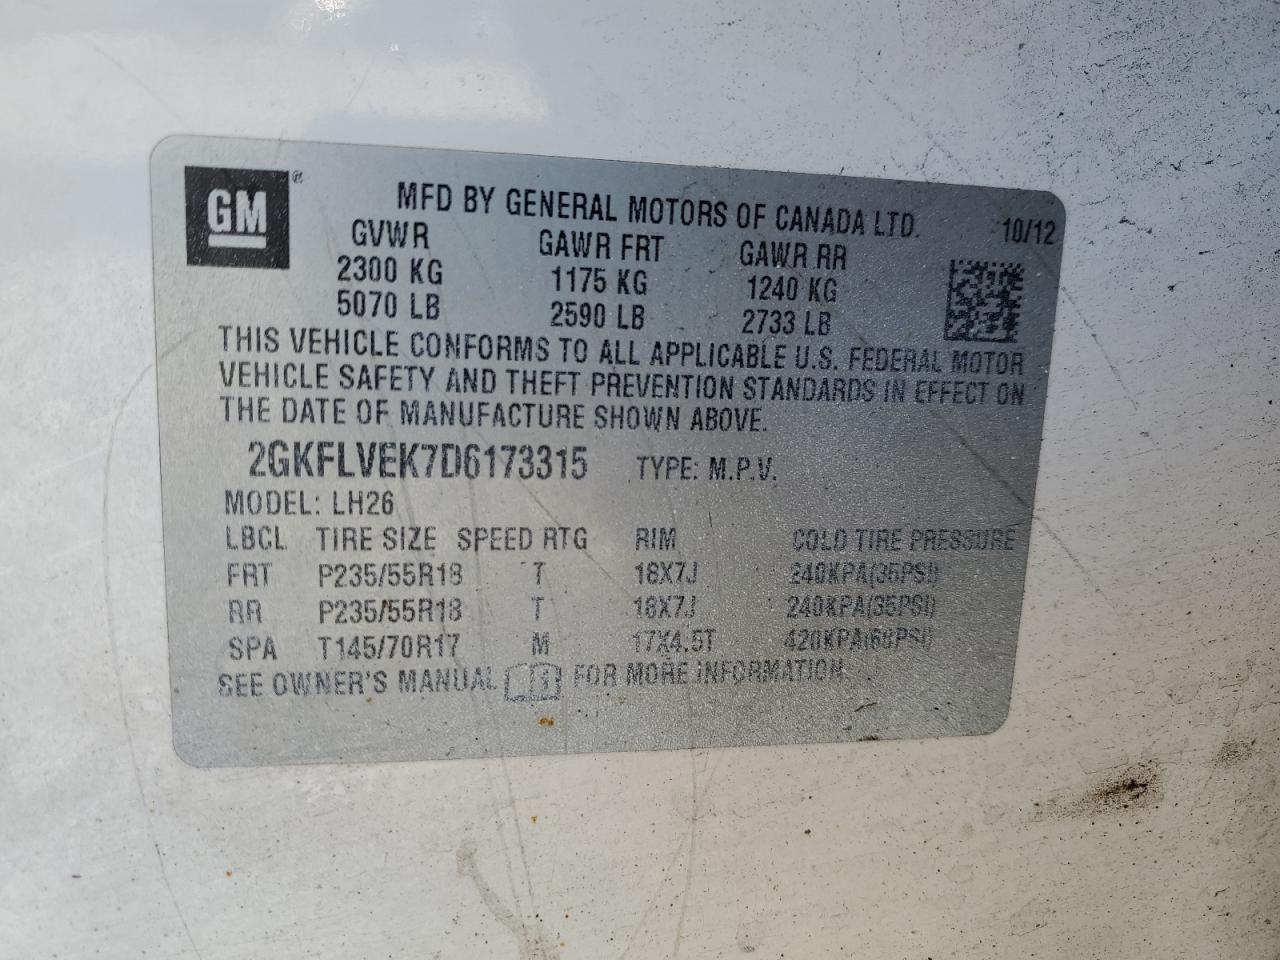 GM ®
MFD BY GENERAL MOTORS OF CANADA LTD. 10/12
GVWR GAWR FRT GAWR RR
2300 KG 1175 KG 1240 KG
5070 LB 2590 LB 2733 LB
THIS VEHICLE CONFORMS TO ALL APPLICABLE U.S. FEDERAL MOTOR
VEHICLE SAFETY AND THEFT PREVENTION STANDARDS IN EFFECT ON
THE DATE OF MANUFACTURE SHOWN ABOVE.
2GKFLVEK7D6173315 TYPE: M.P.V.
MODEL: LH26
LBCL TIRE SIZE SPEED RTG RIM COLD TIRE PRESSURE
FRT P235/55R18 T 18X7J 240KPA(35PSI)
RR P235/55R18 T 18X7J 240KPA(35PSI)
SPA T145/70R17 M 17X4.5T 420KPA(60PSI)
SEE OWNER'S MANUAL FOR MORE INFORMATION